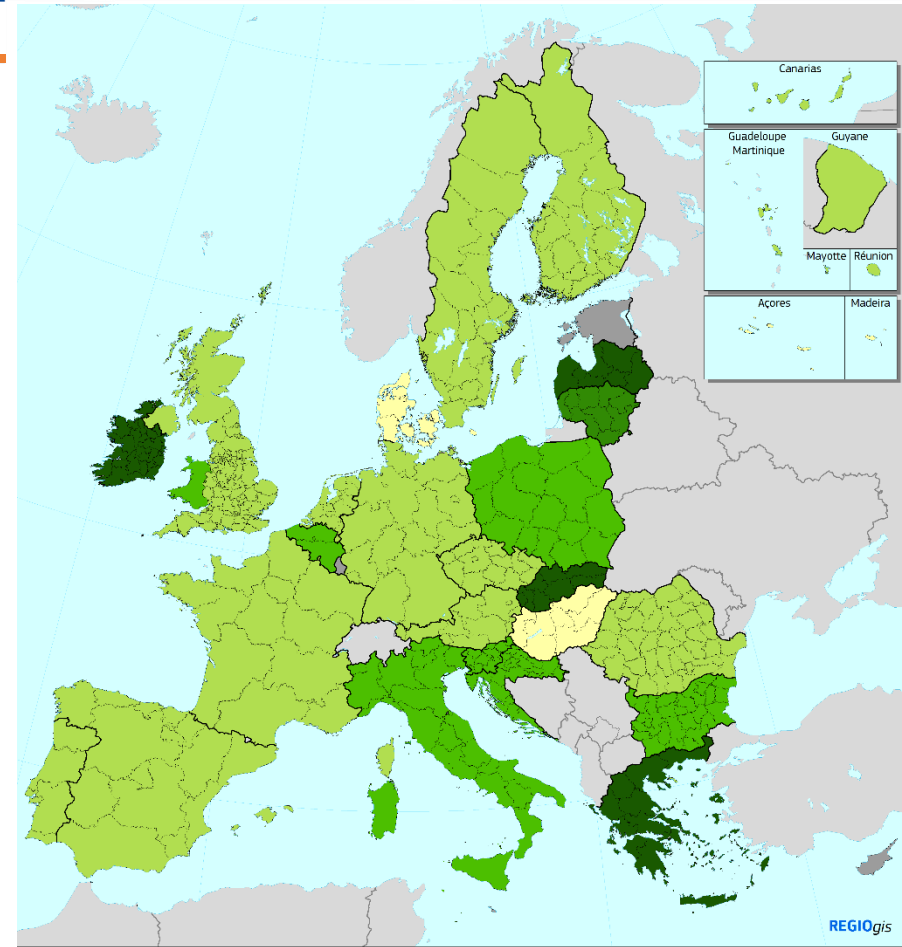 Canarias
Guadeloupe
Martinique
Guyane
Mayotte
Réunion
Açores
Madeira
REGIOgis